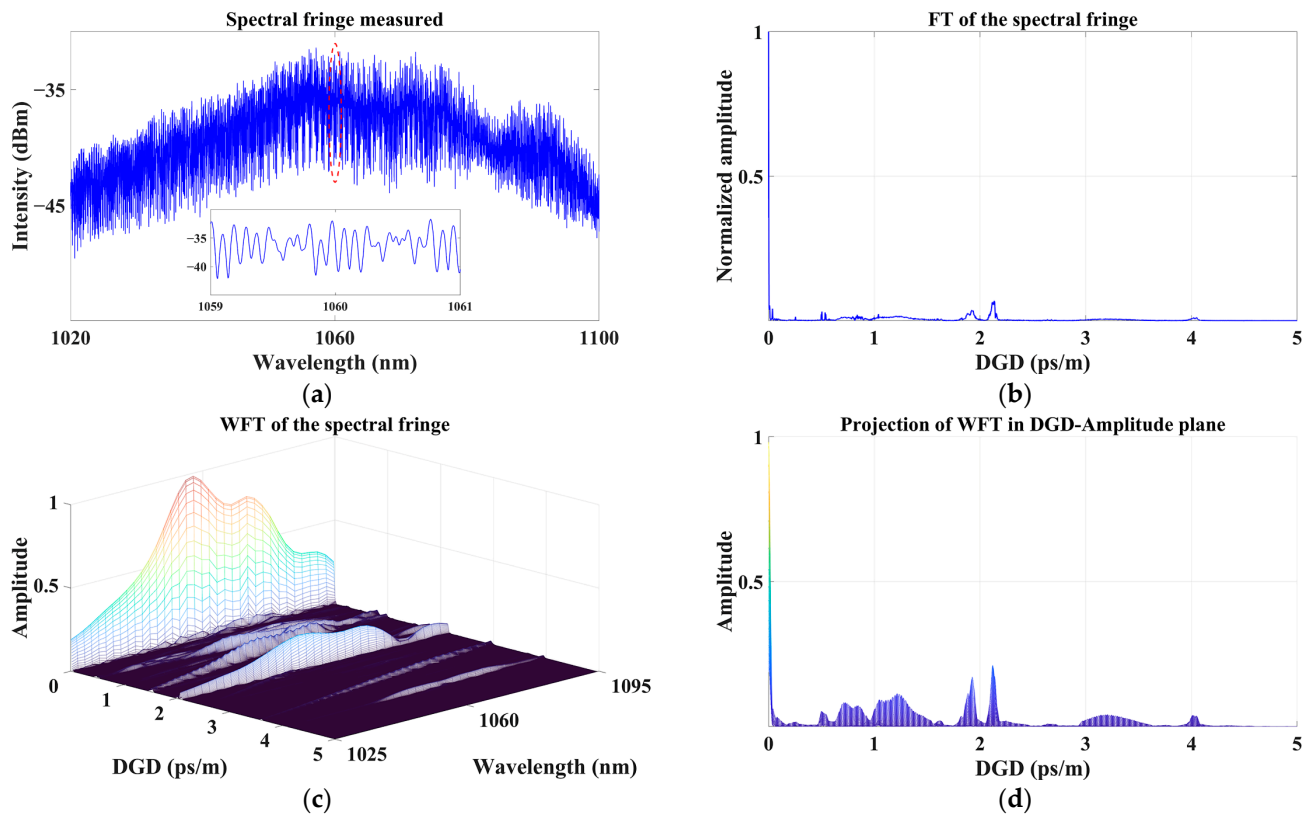 Spectral fringe measured
Intensity (dBm)
−35
−45
−35
−40
1059
1060
1061
1020
1060
1100
Wavelength (nm)
(a)
FT of the spectral fringe
Normalized amplitude
1
0.5
0
1
2
3
4
5
DGD (ps/m)
(b)
WFT of the spectral fringe
Amplitude
1
0.5
0
0
1
2
3
4
5
DGD (ps/m)
1025
1060
1095
Wavelength (nm)
(c)
Projection of WFT in DGD-Amplitude plane
Amplitude
1
0.5
0
1
2
3
4
5
DGD (ps/m)
(d)